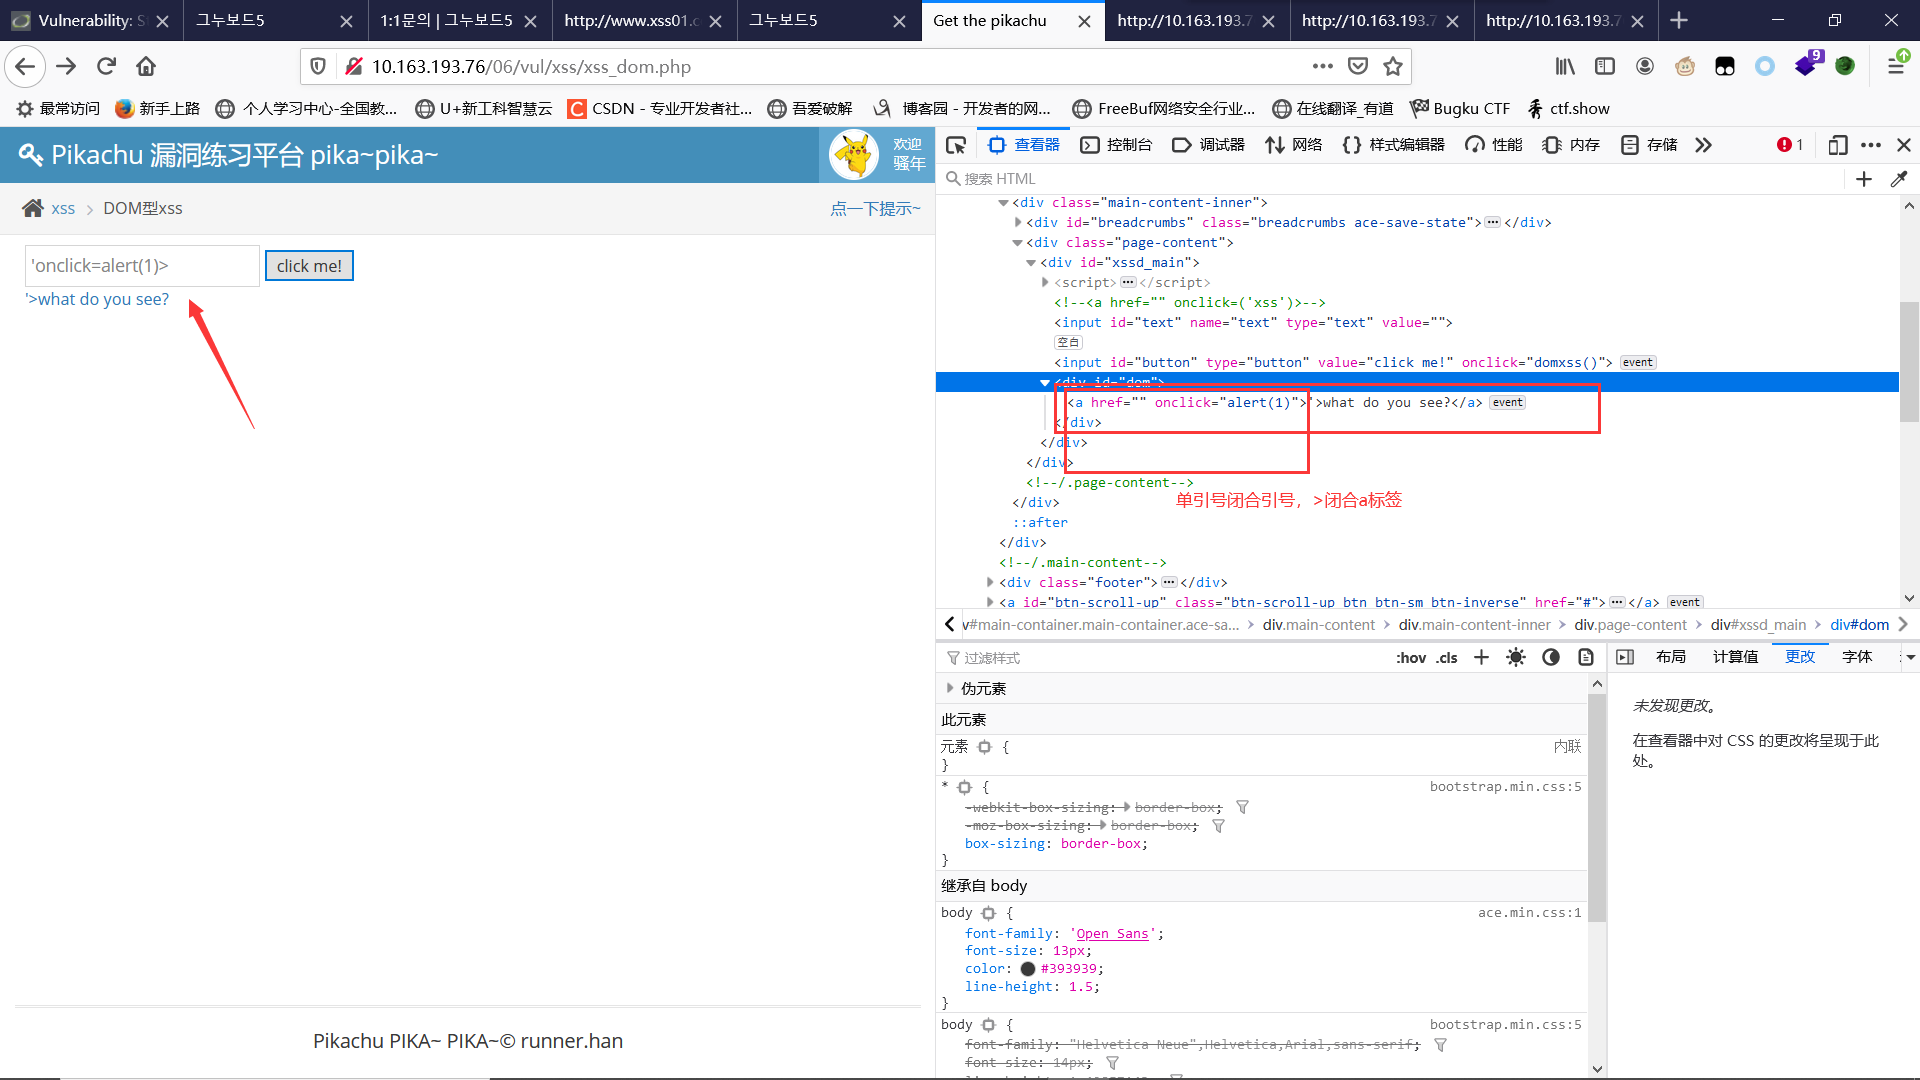 Vulnerability: S
그누보드5
1:1문의 | 그누보드5
http://www.xss01.c
그누보드5
Get the pikachu
http://10.163.193.7
http://10.163.193.7
http://10.163.193.7
10.163.193.76/06/vul/xss/xss_dom.php
9
最常访问
新手上路
个人学习中心-全国教...
U+新工科智慧云
CSDN - 专业开发者社...
吾爱破解
博客园 - 开发者的网...
FreeBuf网络安全行业...
在线翻译_有道
Bugku CTF
ctf.show
Pikachu 漏洞练习平台 pika~pika~
欢迎
骚年
xss
DOM型xss
点一下提示~
'onclick=alert(1)>
click me!
'>what do you see?
Pikachu PIKA~ PIKA~© runner.han
查看器
控制台
调试器
网络
样式编辑器
性能
内存
存储
1
搜索 HTML
<div class="main-content-inner">
<div id="breadcrumbs" class="breadcrumbs ace-save-state"></div>
<div class="page-content">
<div id="xssd_main">
<script></script>
<!--<a href="" onclick=('xss')>-->
<input id="text" name="text" type="text" value="">
空白
<input id="button" type="button" value="click me!" onclick="domxss()"> event
<div id="dom">
<a href="" onclick="alert(1)">'>what do you see?</a> event
</div>
</div>
</div>
<!--/.page-content-->
单引号闭合引号，>闭合a标签
</div>
::after
</div>
<!--/.main-content-->
<div class="footer"></div>
<a id="btn-scroll-up" class="btn-scroll-up btn btn-sm btn-inverse" href="#"></a> event
v#main-container.main-container.ace-sa... > div.main-content > div.main-content-inner > div.page-content > div#xssd_main > div#dom
过滤样式
:hov .cls
布局
计算值
更改
字体
伪元素
此元素
元素 {
内联
}
* {
bootstrap.min.css:5
-webkit-box-sizing: border-box;
-moz-box-sizing: border-box;
box-sizing: border-box;
}
继承自 body
body {
ace.min.css:1
font-family: 'Open Sans';
font-size: 13px;
color: #393939;
line-height: 1.5;
}
body {
bootstrap.min.css:5
font-family: "Helvetica Neue",Helvetica,Arial,sans-serif;
font-size: 14px;
未发现更改。
在查看器中对 CSS 的更改将呈现于此
处。